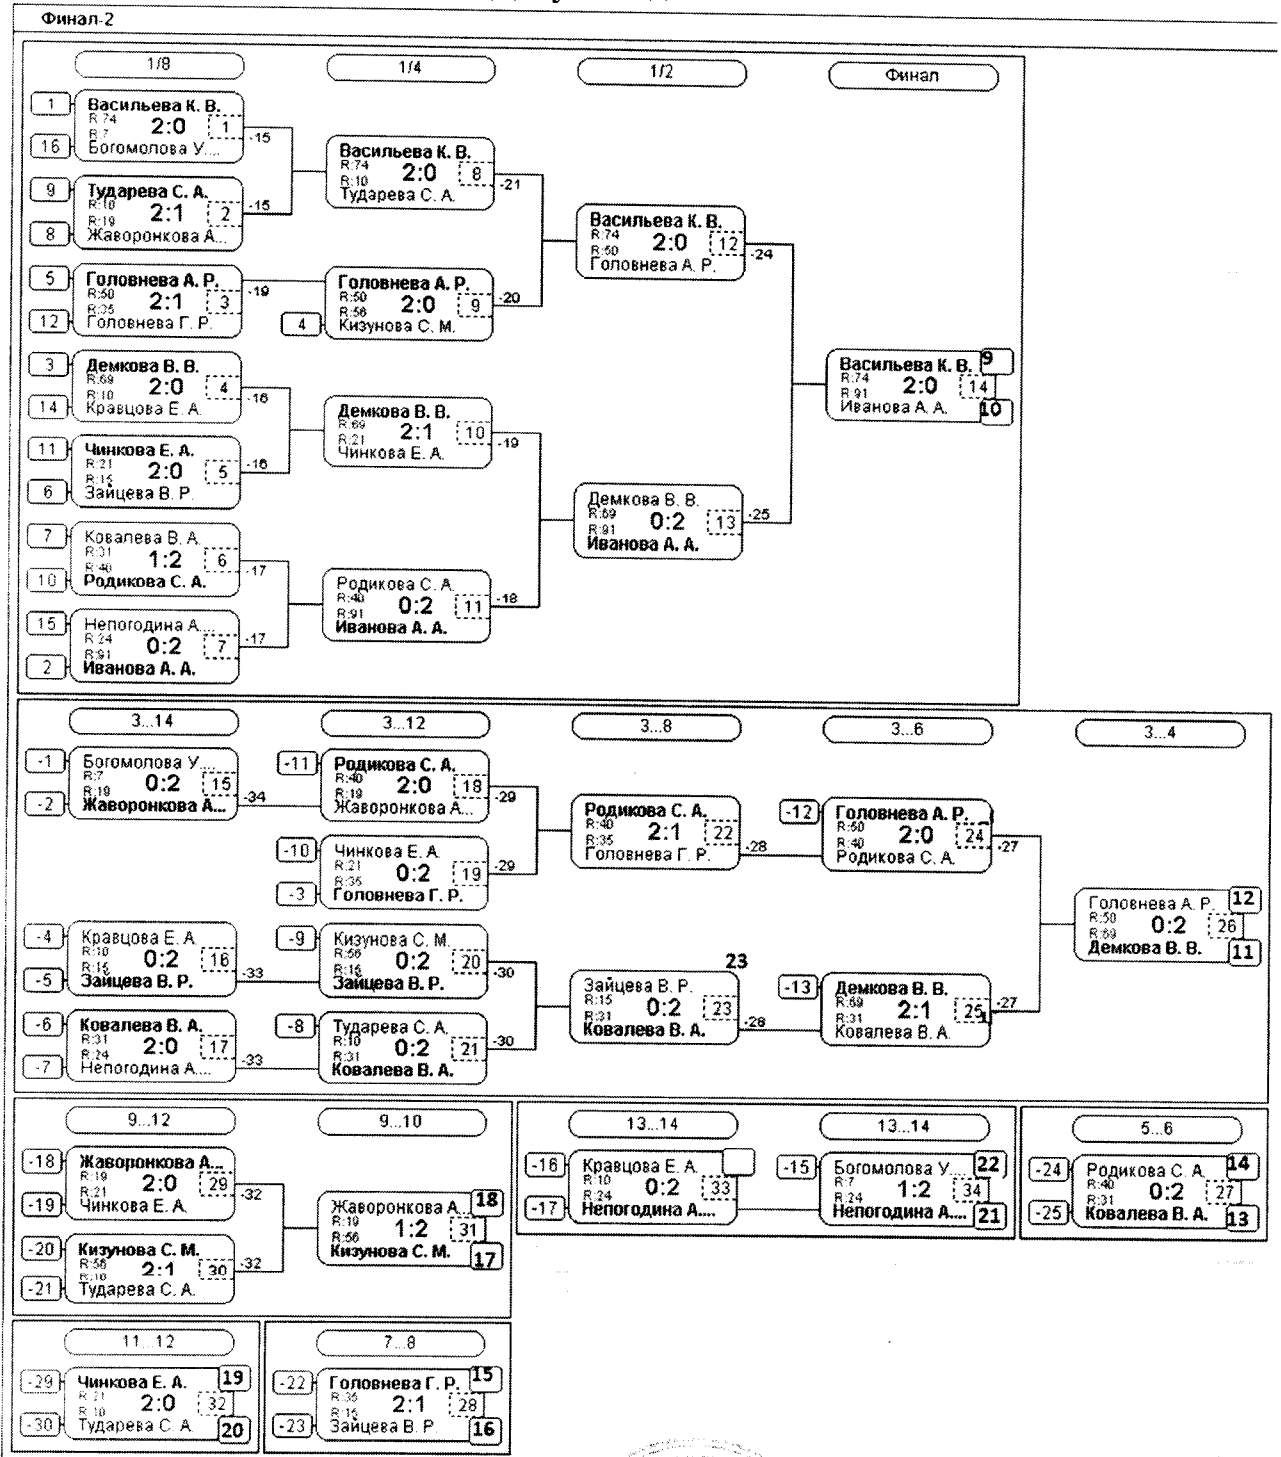 Финал-2
1/8
1/4
1/2
Финал
1
Васильева К. В.
R:74
2:0
1
R:7
16
Богомолова У....
-15
9
Тударева С. А.
R:10
2:1
2
R:19
8
Жаворонкова А...
-15
5
Головнева А. Р.
R:50
2:1
3
R:35
12
Головнева Г. Р.
-19
3
Демкова В. В.
R:69
2:0
4
R:10
14
Кравцова Е. А.
-16
11
Чинкова Е. А.
R:21
2:0
5
R:15
6
Зайцева В. Р.
-16
7
Ковалева В. А.
R:31
1:2
6
R:40
10
Родикова С. А.
-17
15
Непогодина А....
R:24
0:2
7
R:91
2
Иванова А. А.
-17
Васильева К. В.
R:74
2:0
8
R:10
Тударева С. А.
-21
Головнева А. Р.
R:50
2:0
9
R:56
4
Кизунова С. М.
-20
Демкова В. В.
R:69
2:1
10
R:21
Чинкова Е. А.
-19
Родикова С. А.
R:40
0:2
11
R:91
Иванова А. А.
-18
Васильева К. В.
R:74
2:0
12
R:50
Головнева А. Р.
-24
Демкова В. В.
R:69
0:2
13
R:91
Иванова А. А.
-25
Васильева К. В.
9
R:74
2:0
14
R:91
Иванова А. А.
10
3...14
3...12
3...8
3...6
3...4
-1
Богомолова У....
R:7
0:2
15
R:19
-2
Жаворонкова А...
-34
-4
Кравцова Е. А.
R:10
0:2
16
R:15
-5
Зайцева В. Р.
-33
-6
Ковалева В. А.
R:31
2:0
17
R:24
-7
Непогодина А....
-33
-11
Родикова С. А.
R:40
2:0
18
R:19
Жаворонкова А...
-29
-10
Чинкова Е. А.
R:21
0:2
19
R:35
-3
Головнева Г. Р.
-29
-9
Кизунова С. М.
R:56
0:2
20
R:15
Зайцева В. Р.
-30
-8
Тударева С. А.
R:10
0:2
21
R:31
Ковалева В. А.
-30
Родикова С. А.
R:40
2:1
22
R:35
Головнева Г. Р.
-28
23
Зайцева В. Р.
R:15
0:2
23
R:31
Ковалева В. А.
-28
-12
Головнева А. Р.
R:50
2:0
24
R:40
Родикова С. А.
-27
-13
Демкова В. В.
R:69
2:1
25
R:31
Ковалева В. А.
-27
Головнева А. Р.
12
R:50
0:2
26
R:69
Демкова В. В.
11
9...12
9...10
-18
Жаворонкова А...
R:19
2:0
29
R:21
-19
Чинкова Е. А.
-32
-20
Кизунова С. М.
R:56
2:1
30
R:10
-21
Тударева С. А.
-32
Жаворонкова А...
18
R:19
1:2
31
R:56
Кизунова С. М.
17
13...14
13...14
-16
Кравцова Е. А.
R:10
0:2
33
R:24
-17
Непогодина А....
-15
Богомолова У....
22
R:7
1:2
34
R:24
Непогодина А....
21
5...6
-24
Родикова С. А.
14
R:40
0:2
27
R:31
-25
Ковалева В. А.
13
11...12
-29
Чинкова Е. А.
19
R:21
2:0
32
R:10
-30
Тударева С. А.
20
7...8
-22
Головнева Г. Р.
15
R:35
2:1
28
R:15
-23
Зайцева В. Р.
16